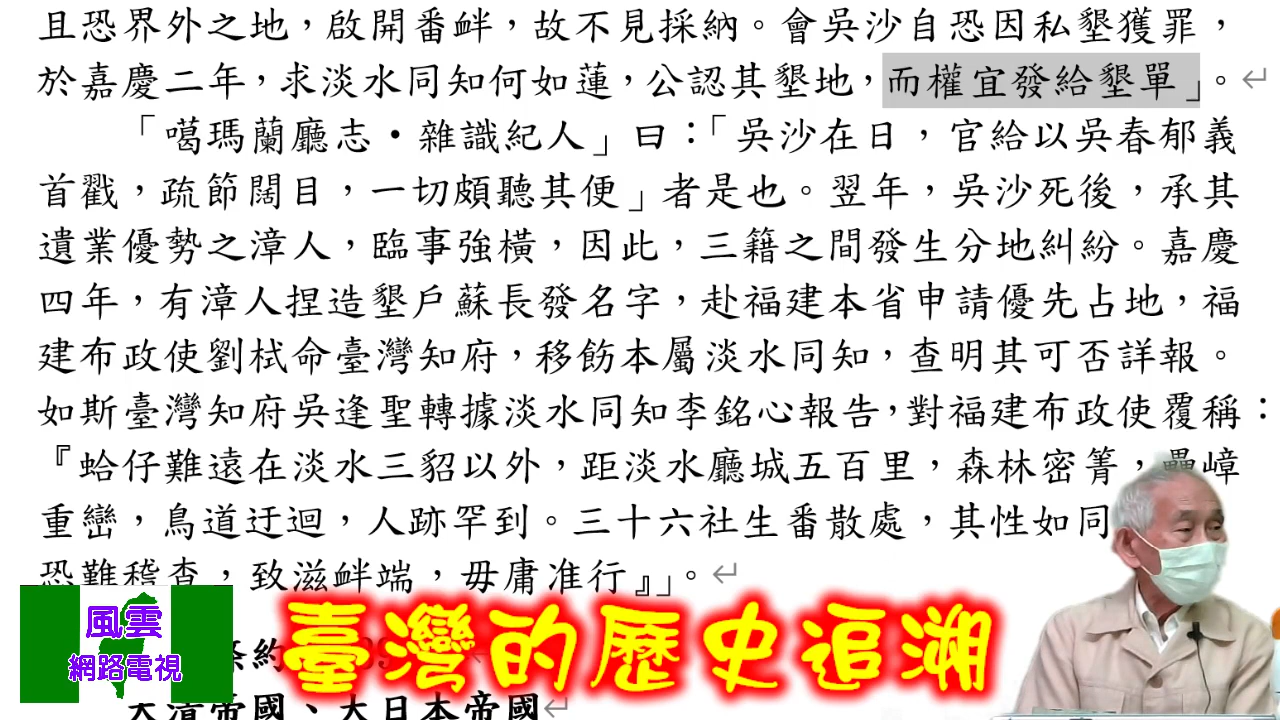 且恐界外之地，啟開番衅，故不見採納。會吳沙自恐因私墾獲罪，
於嘉慶二年，求淡水同知何如蓮，公認其墾地，而權宜發給墾單」。
「噶瑪蘭廳志•雜識紀人」曰：「吳沙在日，官給以吳春郁義
首戳，疏節闊目，一切頗聽其便」者是也。翌年，吳沙死後，承其
遺業優勢之漳人，臨事強橫，因此，三籍之間發生分地糾紛。嘉慶
四年，有漳人捏造墾戶蘇長發名字，赴福建本省申請優先占地，福
建布政使劉栻命臺灣知府，移飭本屬淡水同知，查明其可否詳報。
如斯臺灣知府吳逢聖轉據淡水同知李銘心報告，對福建布政使覆稱：
『蛤仔難遠在淡水三貂以外，距淡水廳城五百里，森林密箐，疊嶂
重巒，鳥道迂迴，人跡罕到。三十六社生番散處，其性如同
恐難稽查，致滋衅端，毋庸准行』」。
條約
大清帝國、大日本帝國
風雲
網路電視
臺灣的歷史追溯